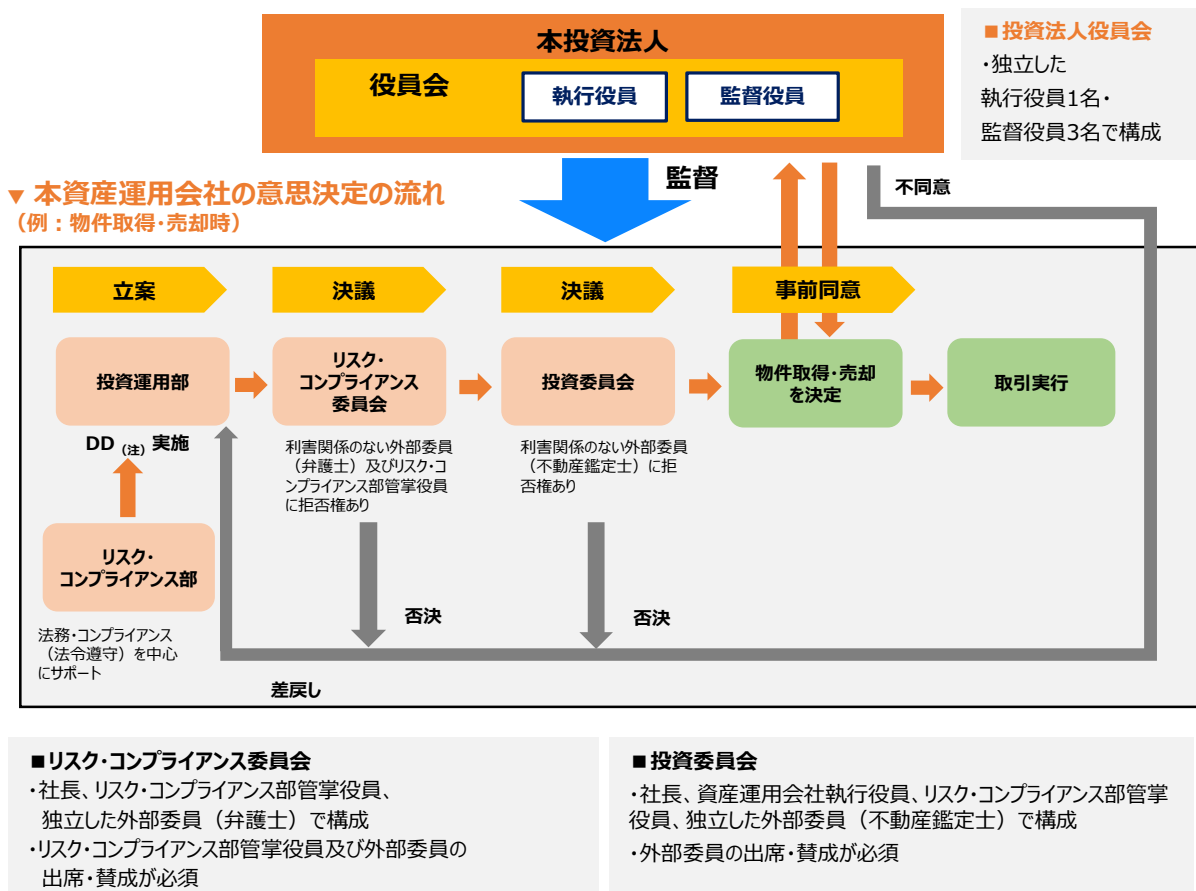 本投資法人
役員会
執行役員
監督役員
■投資法人役員会
・独立した
執行役員1名・
監督役員3名で構成
監督
不同意
▼ 本資産運用会社の意思決定の流れ
（例：物件取得・売却時）
立案
決議
決議
事前同意
投資運用部
リスク・
コンプライアンス
委員会
投資委員会
物件取得・売却
を決定
取引実行
DD（注）実施
利害関係のない外部委員
（弁護士）及びリスク・コ
ンプライアンス部管掌役員
に拒否権あり
利害関係のない外部委員
（不動産鑑定士）に拒
否権あり
リスク・
コンプライアンス部
法務・コンプライアンス
（法令遵守）を中心
にサポート
否決
否決
差戻し
■リスク・コンプライアンス委員会
・社長、リスク・コンプライアンス部管掌役員、
独立した外部委員（弁護士）で構成
・リスク・コンプライアンス部管掌役員及び外部委員の
出席・賛成が必須
■投資委員会
・社長、資産運用会社執行役員、リスク・コンプライアンス部管掌
役員、独立した外部委員（不動産鑑定士）で構成
・外部委員の出席・賛成が必須